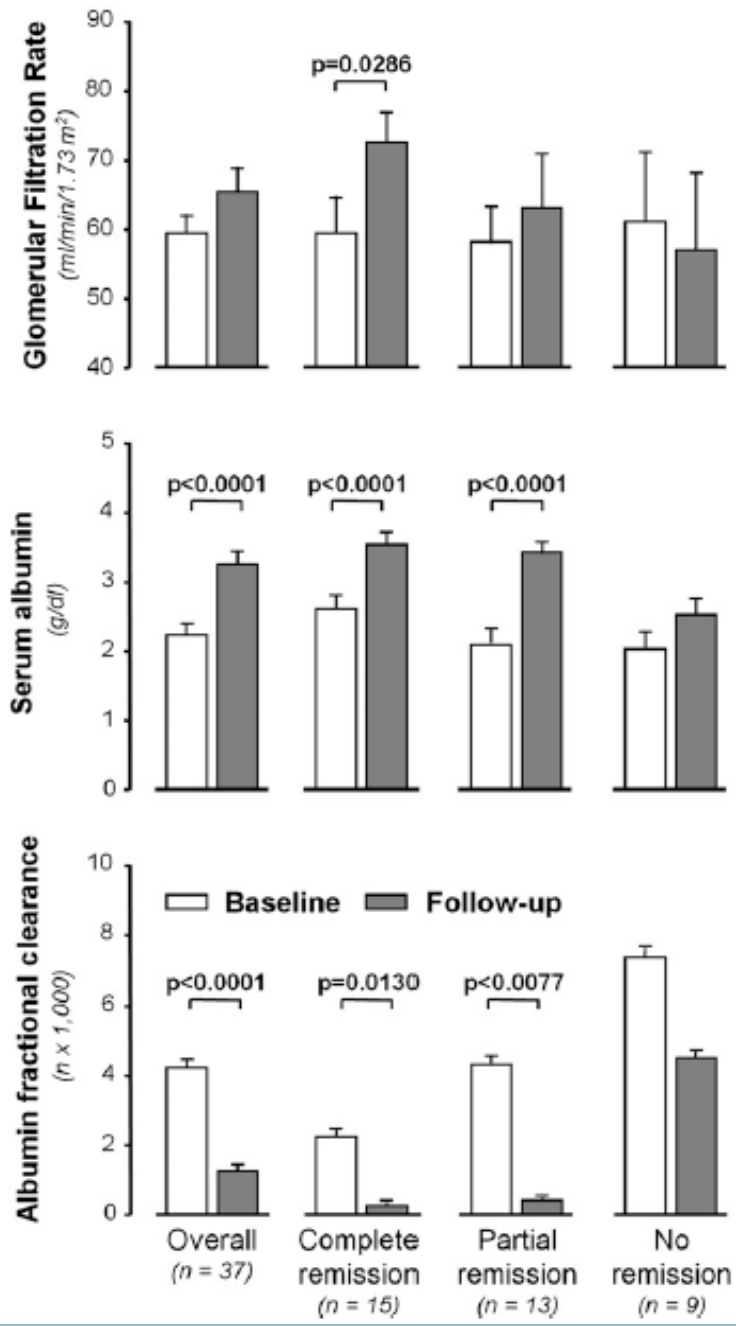 Glomerular Filtration Rate
(ml/min/1.73 m²)
90
80
70
60
50
40
p=0.0286
Serum albumin
(g/dl)
5
4
3
2
1
0
p<0.0001
p<0.0001
p<0.0001
Albumin fractional clearance
(n x 1,000)
10
8
6
4
2
0
Baseline
Follow-up
p<0.0001
p=0.0130
p<0.0077
Overall
(n = 37)
Complete
remission
(n = 15)
Partial
remission
(n = 13)
No
remission
(n = 9)